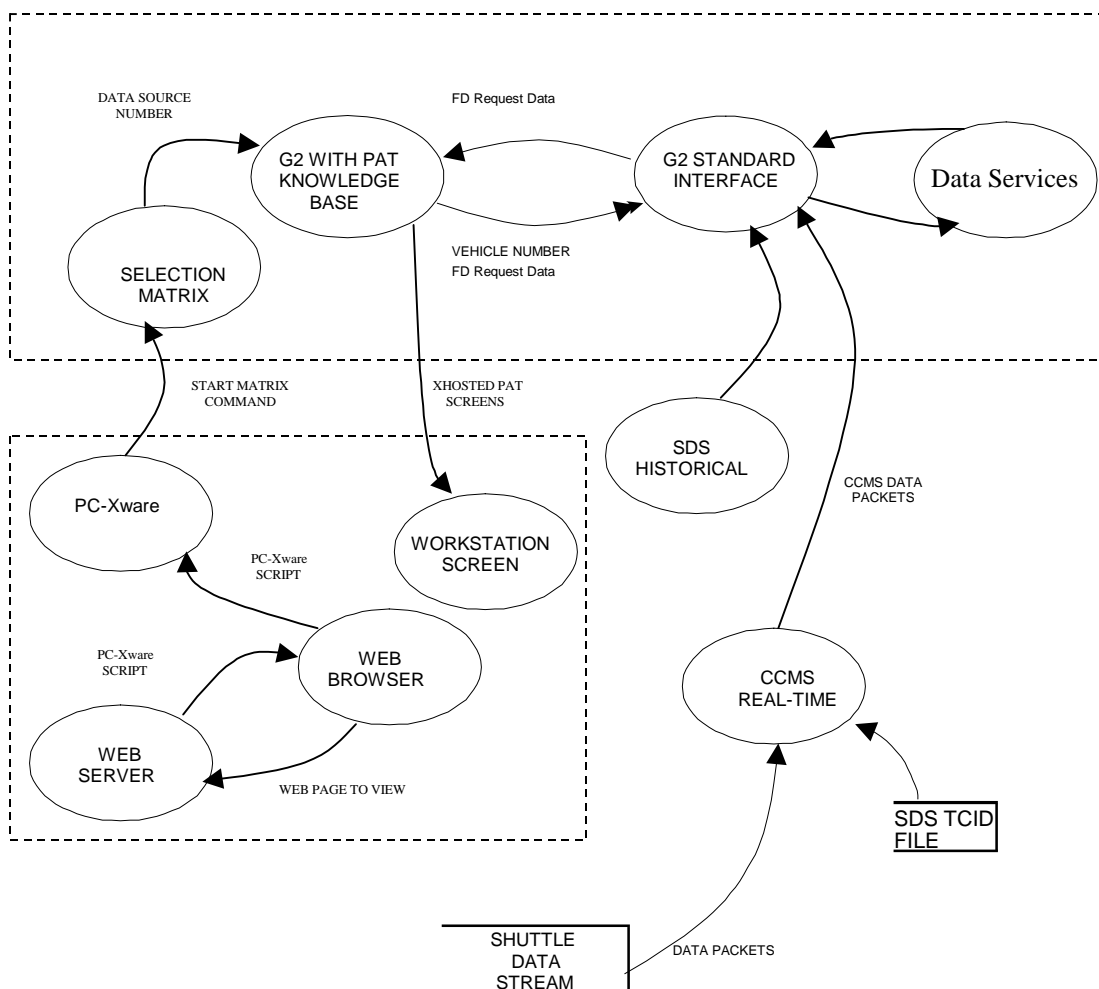 DATA SOURCE
NUMBER
FD Request Data
G2 WITH PAT
KNOWLEDGE
BASE
G2 STANDARD
INTERFACE
Data Services
VEHICLE NUMBER
FD Request Data
SELECTION
MATRIX
START MATRIX
COMMAND
XHOSTED PAT
SCREENS
SDS
HISTORICAL
CCMS DATA
PACKETS
PC-Xware
WORKSTATION
SCREEN
PC-Xware
SCRIPT
PC-Xware
SCRIPT
WEB
BROWSER
CCMS
REAL-TIME
WEB
SERVER
WEB PAGE TO VIEW
SDS TCID
FILE
SHUTTLE
DATA
STREAM
DATA PACKETS